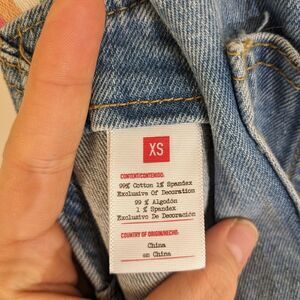 XS
CONTENT/CONTENIDO:
99% Cotton 1% Spandex
Exclusive Of Decoration
99 % Algodón
1 % Spandex
Exclusivo De Decoración
COUNTRY OF ORIGIN/HECHO:
China
en China